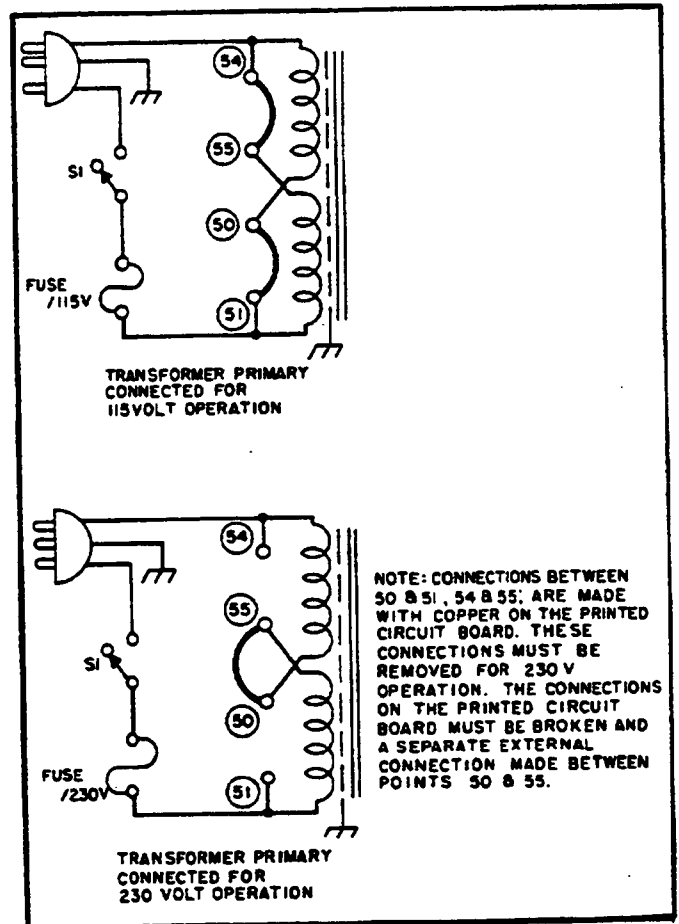 54
55
S1
50
FUSE
/115V
51
TRANSFORMER PRIMARY
CONNECTED FOR
115VOLT OPERATION
54
55
S1
50
FUSE
/230V
51
TRANSFORMER PRIMARY
CONNECTED FOR
230 VOLT OPERATION
NOTE: CONNECTIONS BETWEEN
50 & 51, 54 & 55; ARE MADE
WITH COPPER ON THE PRINTED
CIRCUIT BOARD. THESE
CONNECTIONS MUST BE
REMOVED FOR 230 V
OPERATION. THE CONNECTIONS
ON THE PRINTED CIRCUIT
BOARD MUST BE BROKEN AND
A SEPARATE EXTERNAL
CONNECTION MADE BETWEEN
POINTS 50 & 55.